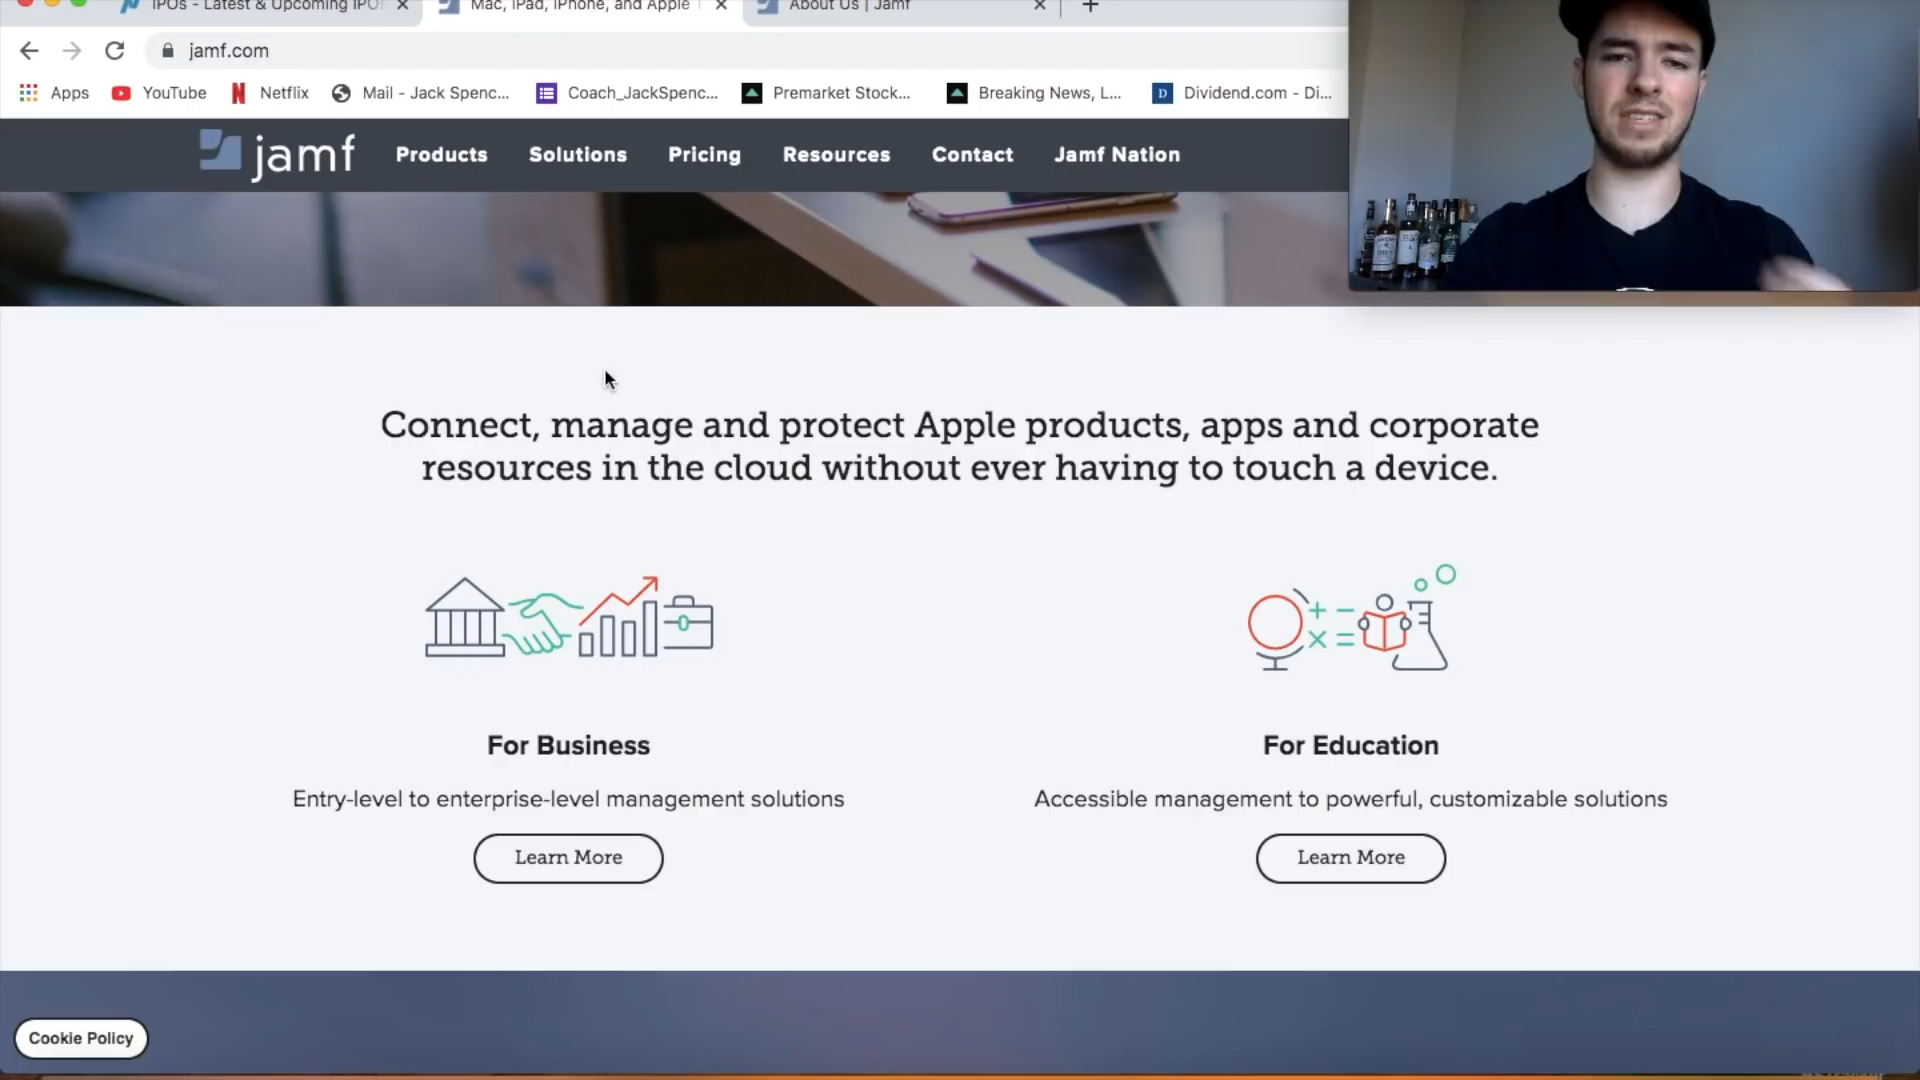 IPOs - Latest & Upcoming IPOs
Mac, iPad, iPhone, and Apple
About Us | Jamf
jamf.com
Apps
YouTube
Netflix
Mail - Jack Spenc...
Coach_JackSpenc...
Premarket Stock...
Breaking News, L...
Dividend.com - Di...
jamf
Products
Solutions
Pricing
Resources
Contact
Jamf Nation
Connect, manage and protect Apple products, apps and corporate
resources in the cloud without ever having to touch a device.
For Business
Entry-level to enterprise-level management solutions
Learn More
For Education
Accessible management to powerful, customizable solutions
Learn More
Cookie Policy